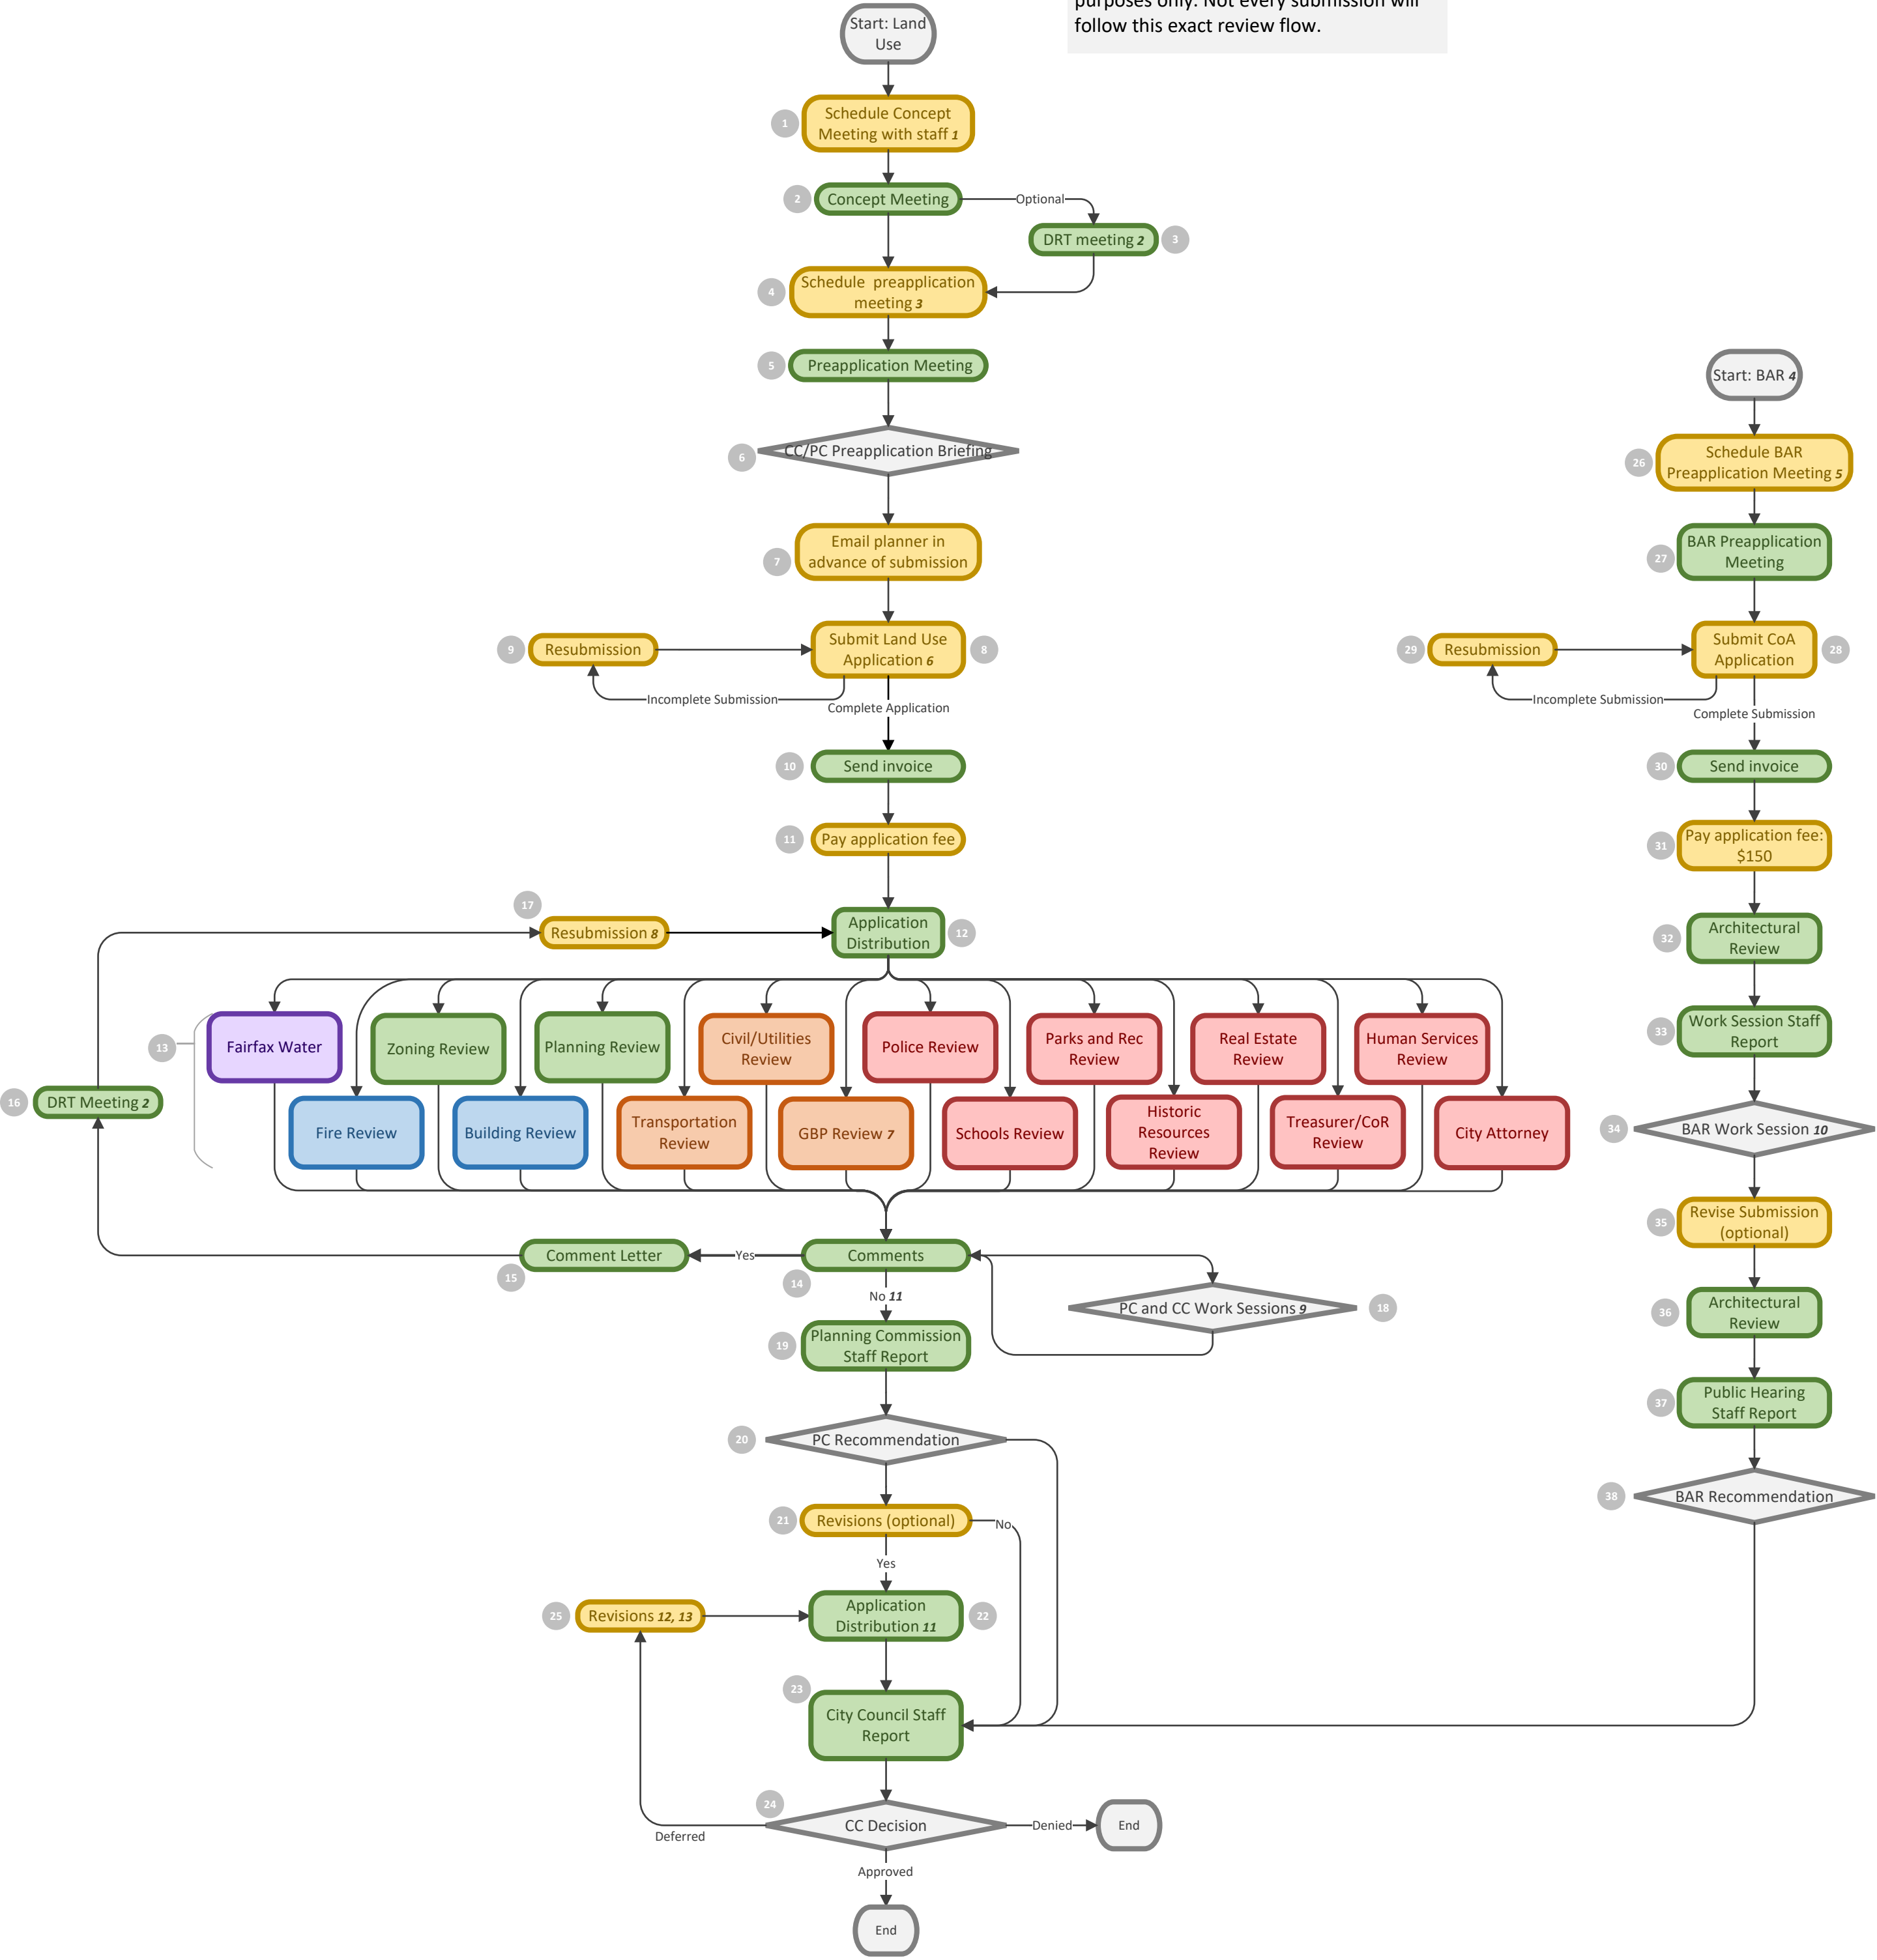 purposes only. Not every submission will
follow this exact review flow.
Start: Land
Use
1
Schedule Concept
Meeting with staff 1
2
Concept Meeting
Optional
DRT meeting 2
3
4
Schedule preapplication
meeting 3
5
Preapplication Meeting
6
CC/PC Preapplication Briefing
7
Email planner in
advance of submission
9
Resubmission
Submit Land Use
Application 6
8
Incomplete Submission
Complete Application
10
Send invoice
11
Pay application fee
17
Resubmission 8
Application
Distribution
12
13
Fairfax Water
Zoning Review
Planning Review
Civil/Utilities
Review
Police Review
Parks and Rec
Review
Real Estate
Review
Human Services
Review
Fire Review
Building Review
Transportation
Review
GBP Review 7
Schools Review
Historic
Resources
Review
Treasurer/CoR
Review
City Attorney
16
DRT Meeting 2
15
Comment Letter
Yes
Comments
14
No 11
PC and CC Work Sessions 9
18
19
Planning Commission
Staff Report
20
PC Recommendation
21
Revisions (optional)
No
Yes
25
Revisions 12, 13
Application
Distribution 11
22
23
City Council Staff
Report
24
CC Decision
Deferred
Denied
End
Approved
End
Start: BAR 4
26
Schedule BAR
Preapplication Meeting 5
27
BAR Preapplication
Meeting
29
Resubmission
Submit CoA
Application
28
Incomplete Submission
Complete Submission
30
Send invoice
31
Pay application fee:
$150
32
Architectural
Review
33
Work Session Staff
Report
34
BAR Work Session 10
35
Revise Submission
(optional)
36
Architectural
Review
37
Public Hearing
Staff Report
38
BAR Recommendation